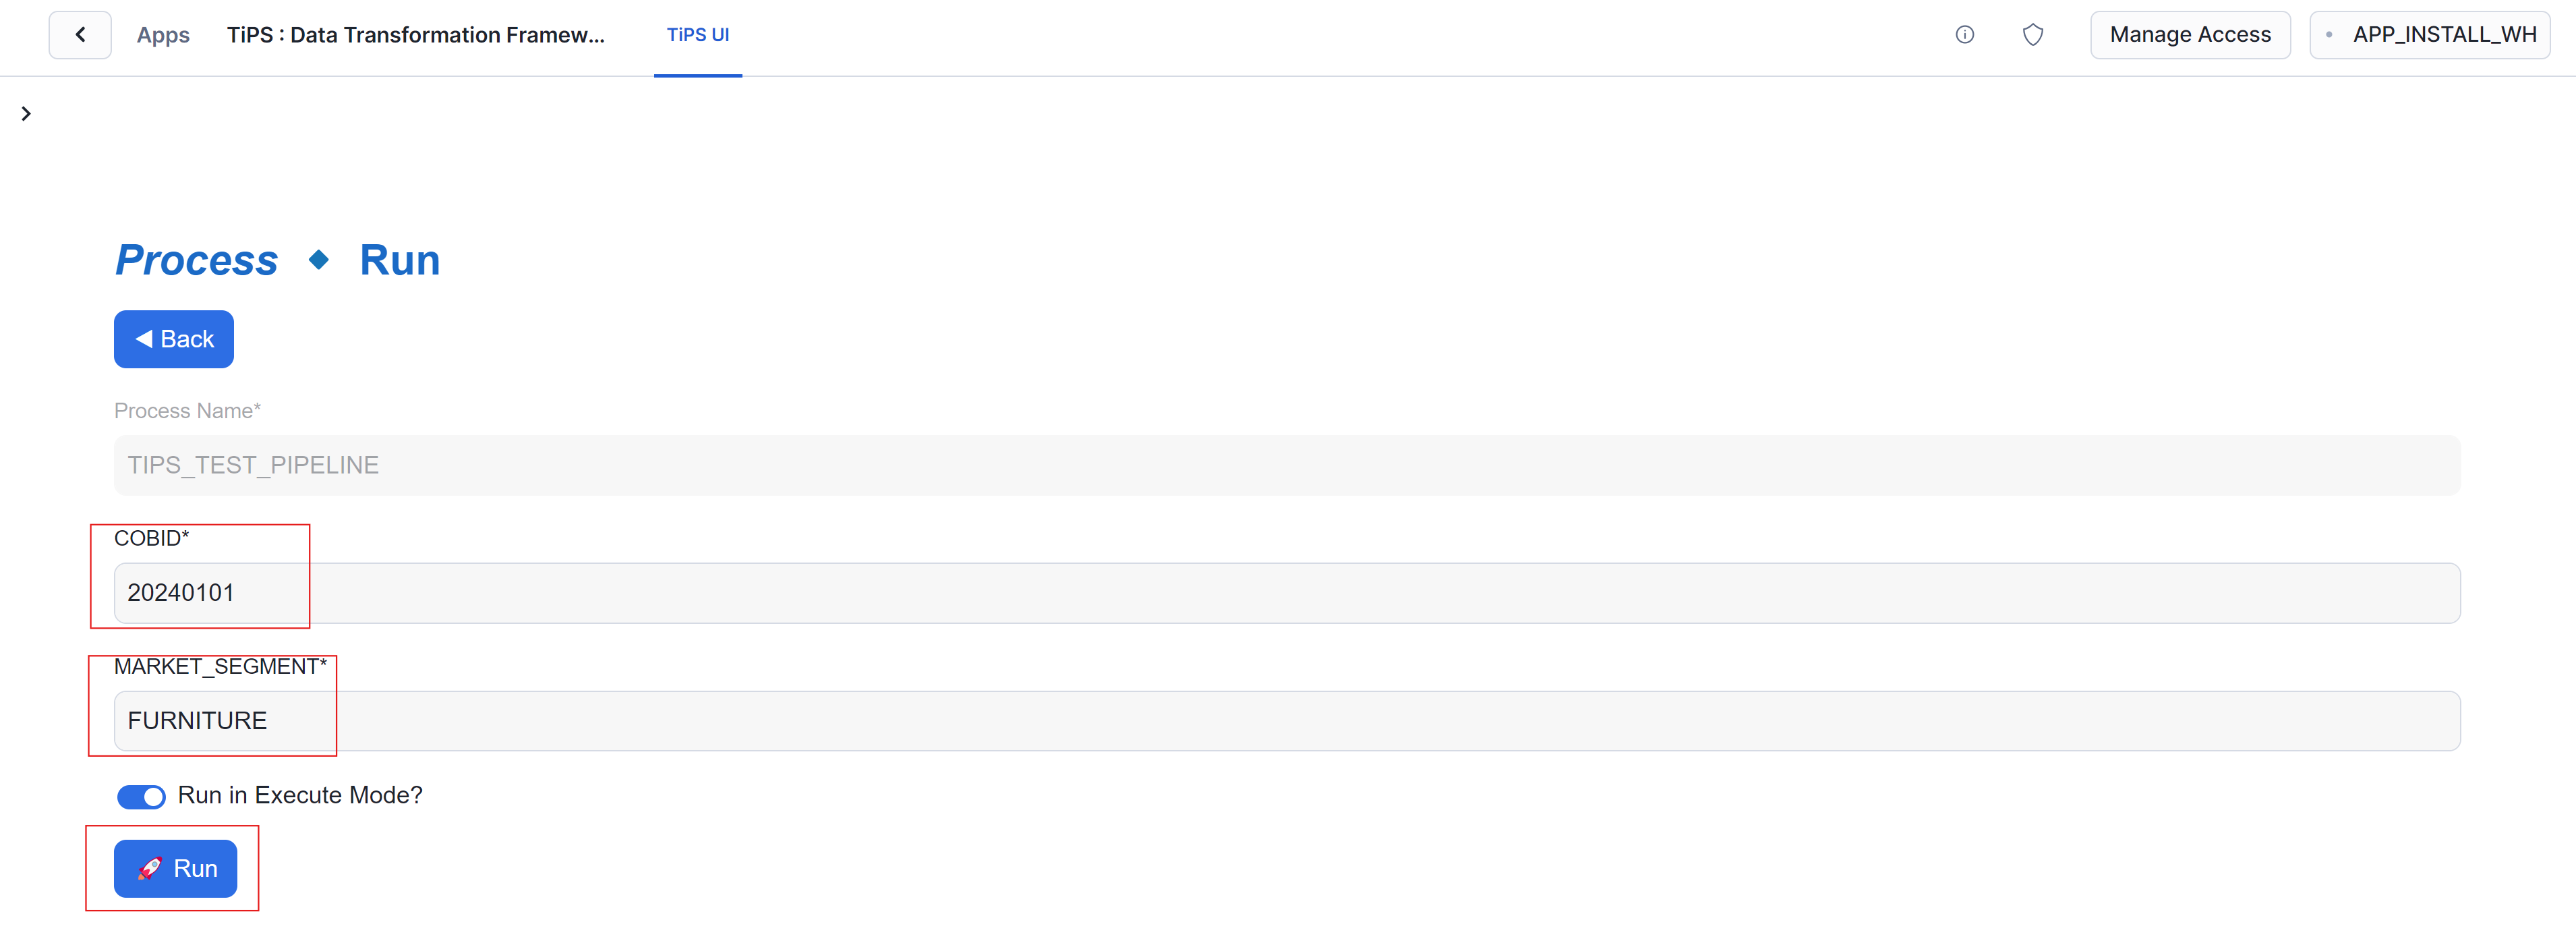 Apps TiPS : Data Transformation Framew... TiPS UI Manage Access APP_INSTALL_WH
Process Run
Back
Process Name*
TIPS_TEST_PIPELINE
COBID*
20240101
MARKET_SEGMENT*
FURNITURE
Run in Execute Mode?
Run